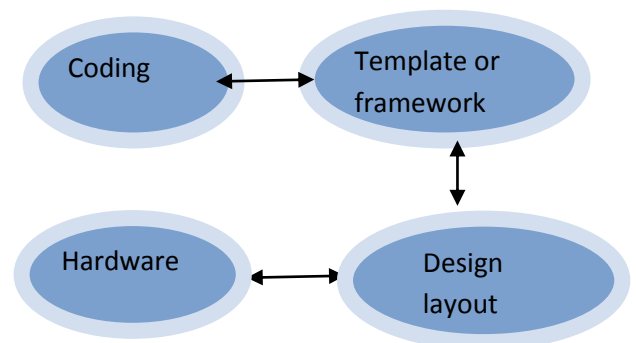 Coding
Template or
framework
Hardware
Design
layout